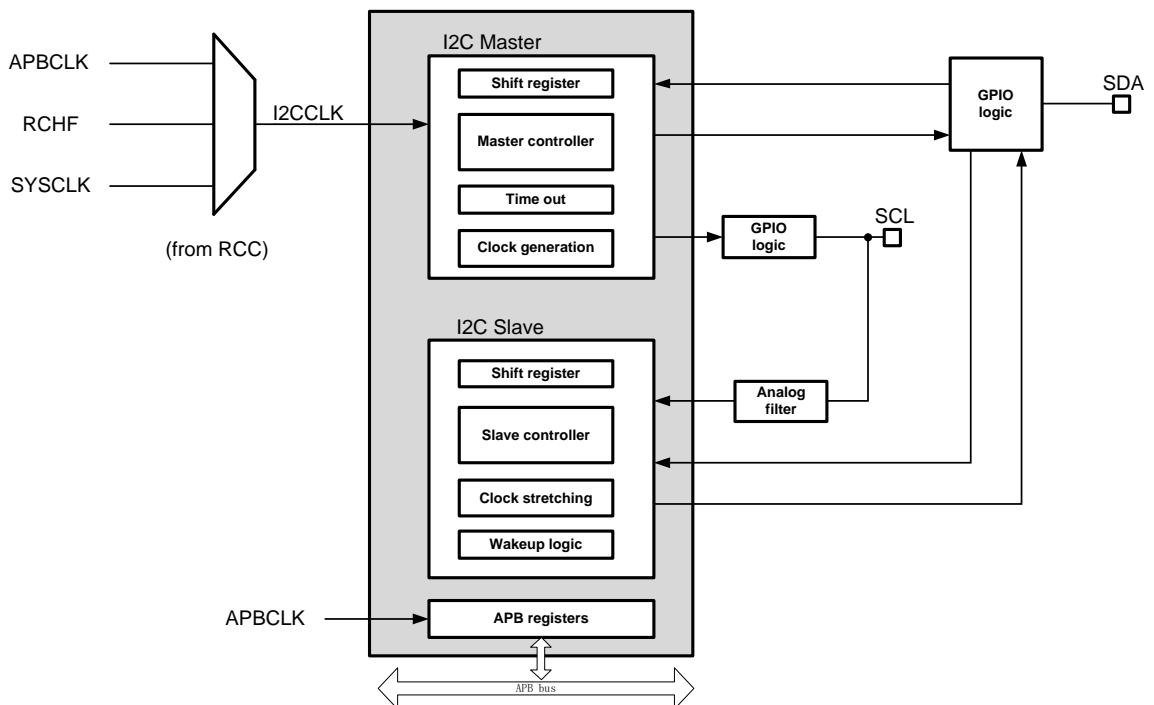 I2C Master
APBCLK
RCHF
SYSCLK
I2CCLK
(from RCC)
Shift register
Master controller
Time out
Clock generation
GPIO
logic
SDA
GPIO
logic
SCL
I2C Slave
Shift register
Slave controller
Clock stretching
Wakeup logic
Analog
filter
APBCLK
APB registers
APB bus